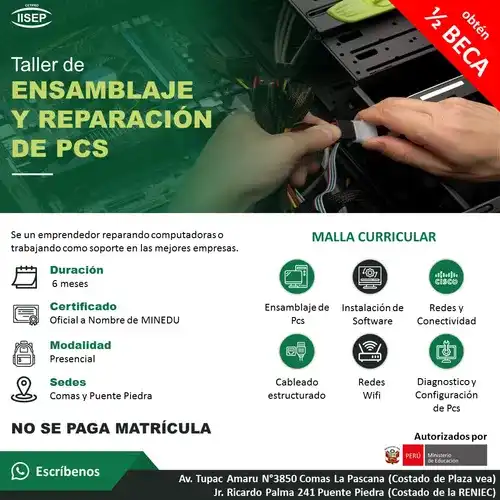 CETPRO
IISEP
obtén
½ BECA
Taller de
ENSAMBLAJE
Y REPARACIÓN
DE PCS
Se un emprendedor reparando computadoras o
trabajando como soporte en las mejores empresas.
Duración
6 meses
Certificado
Oficial a Nombre de MINEDU
Modalidad
Presencial
Sedes
Comas y Puente Piedra
NO SE PAGA MATRÍCULA
MALLA CURRICULAR
Ensamblaje de
Pcs
Instalación de
Software
CISCO
Redes y
Conectividad
Cableado
estructurado
Redes
Wifi
Diagnostico y
Configuración
de Pcs
Autorizados por
PERÚ
Ministerio
de Educación
Escríbenos
Av. Tupac Amaru N°3850 Comas La Pascana (Costado de Plaza vea)
Jr. Ricardo Palma 241 Puente Piedra (Costado de la RENIEC)